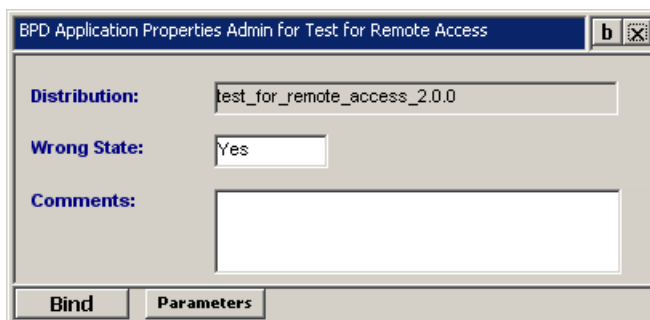 BPD Application Properties Admin for Test for Remote Access b
Distribution: test_for_remote_access_2.0.0
Wrong State: Yes
Comments:
Bind Parameters